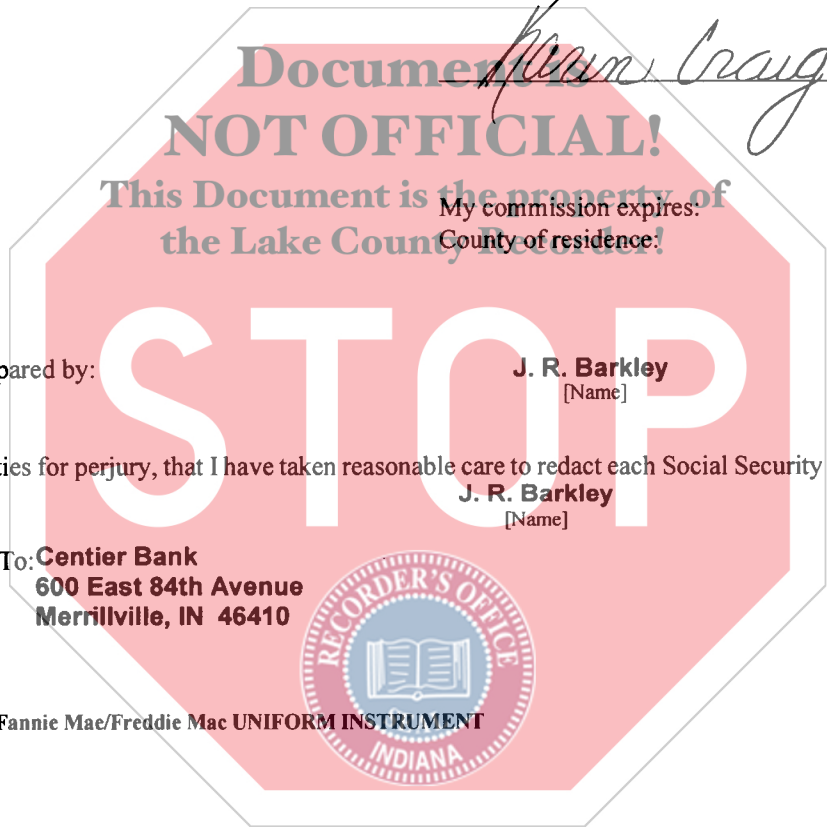 Karin Craig
Document is
NOT OFFICIAL!
This Document is the property of
the Lake County Recorder!
My commission expires:
County of residence:
STOP
pared by:
J. R. Barkley
[Name]
ties for perjury, that I have taken reasonable care to redact each Social Security
J. R. Barkley
[Name]
To: Centier Bank
600 East 84th Avenue
Merrillville, IN 46410
RECORDER'S OFFICE
INDIANA
Fannie Mae/Freddie Mac UNIFORM INSTRUMENT